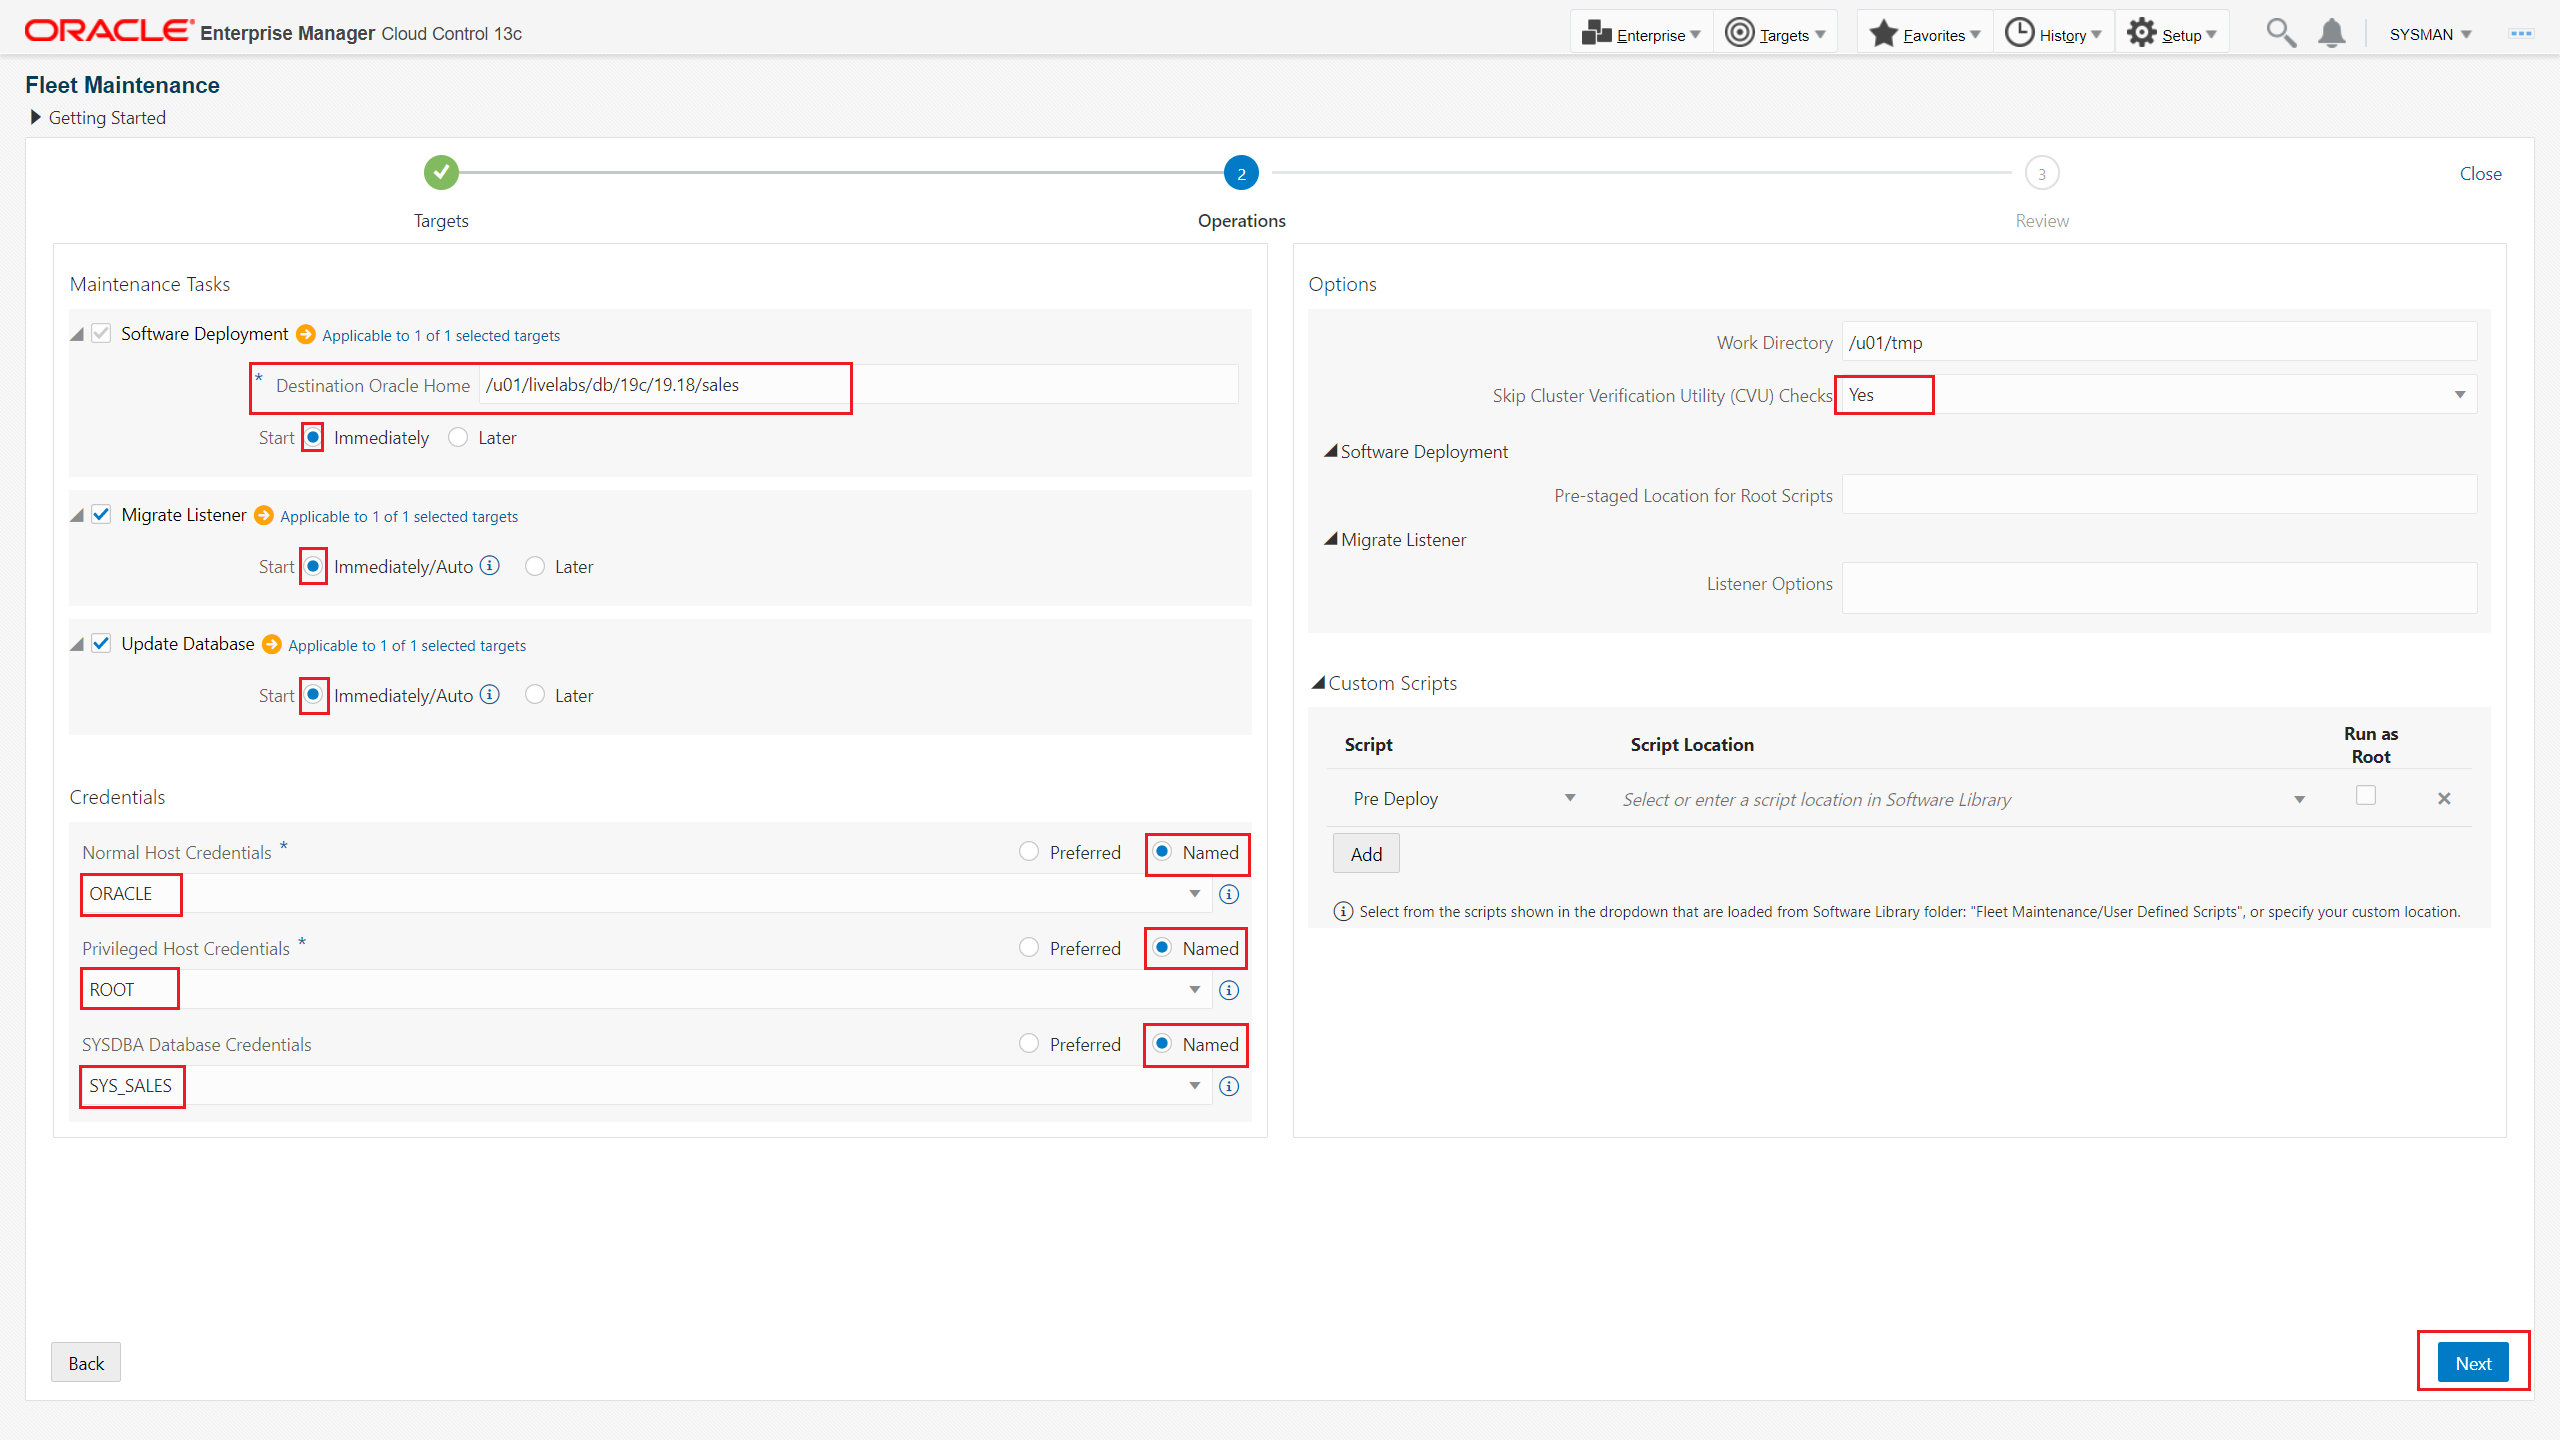 ORACLE Enterprise Manager Cloud Control 13c
Enterprise
Targets
Favorites
History
Setup
SYSMAN
Fleet Maintenance
Getting Started
2
3
Close
Targets
Operations
Review
Maintenance Tasks
Software Deployment Applicable to 1 of 1 selected targets
* Destination Oracle Home /u01/livelabs/db/19c/19.18/sales
Start Immediately Later
Migrate Listener Applicable to 1 of 1 selected targets
Start Immediately/Auto Later
Update Database Applicable to 1 of 1 selected targets
Start Immediately/Auto Later
Credentials
Normal Host Credentials * Preferred Named
ORACLE
Privileged Host Credentials * Preferred Named
ROOT
SYSDBA Database Credentials Preferred Named
SYS_SALES
Options
Work Directory /u01/tmp
Skip Cluster Verification Utility (CVU) Checks Yes
Software Deployment
Pre-staged Location for Root Scripts
Migrate Listener
Listener Options
Custom Scripts
Script Script Location Run as Root
Pre Deploy Select or enter a script location in Software Library
Add
Select from the scripts shown in the dropdown that are loaded from Software Library folder: "Fleet Maintenance/User Defined Scripts", or specify your custom location.
Back
Next